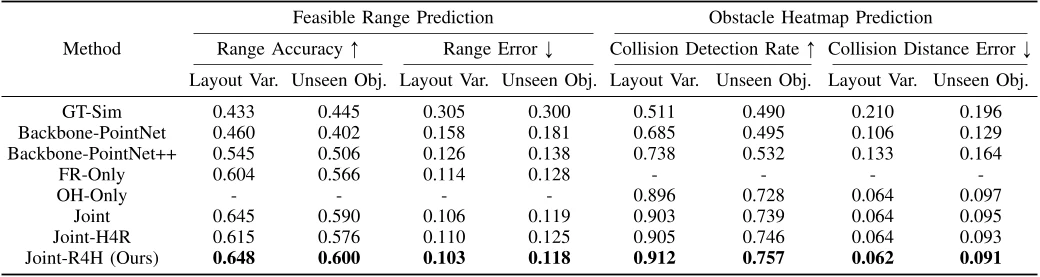 Feasible Range Prediction Obstacle Heatmap Prediction
Method Range Accuracy ↑ Range Error ↓ Collision Detection Rate ↑ Collision Distance Error ↓
Layout Var. Unseen Obj. Layout Var. Unseen Obj. Layout Var. Unseen Obj. Layout Var. Unseen Obj.
GT-Sim 0.433 0.445 0.305 0.300 0.511 0.490 0.210 0.196
Backbone-PointNet 0.460 0.402 0.158 0.181 0.685 0.495 0.106 0.129
Backbone-PointNet++ 0.545 0.506 0.126 0.138 0.738 0.532 0.133 0.164
FR-Only 0.604 0.566 0.114 0.128 - - - -
OH-Only - - - - 0.896 0.728 0.064 0.097
Joint 0.645 0.590 0.106 0.119 0.903 0.739 0.064 0.095
Joint-H4R 0.615 0.576 0.110 0.125 0.905 0.746 0.064 0.093
Joint-R4H (Ours) 0.648 0.600 0.103 0.118 0.912 0.757 0.062 0.091